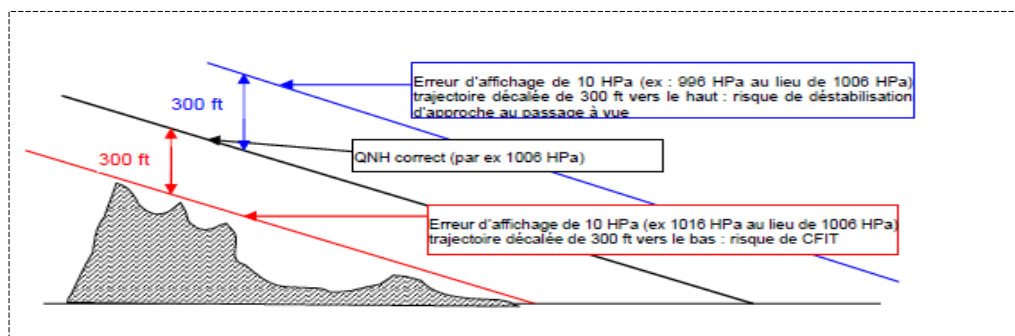 Erreur d'affichage de 10 HPa (ex : 996 HPa au lieu de 1006 HPa)
trajectoire décalée de 300 ft vers le haut : risque de déstabilisation
d'approche au passage à vue
300 ft
QNH correct (par ex 1006 HPa)
300 ft
Erreur d'affichage de 10 HPa (ex 1016 HPa au lieu de 1006 HPa)
trajectoire décalée de 300 ft vers le bas : risque de CFIT